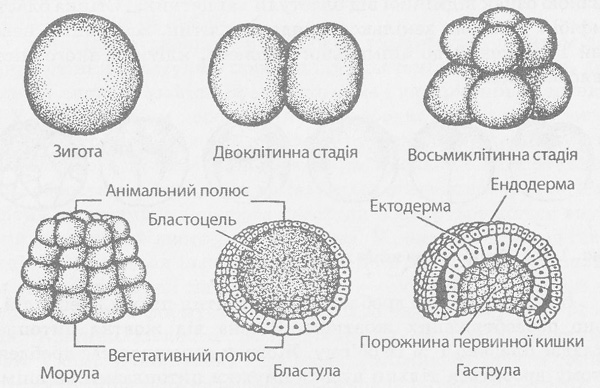 Зигота
Двоклітинна стадія
Восьмиклітинна стадія
Анімальний полюс
Бластоцель
Ендодерма
Ектодерма
Вегетативний полюс
Порожнина первинної кишки
Морула
Бластула
Гаструла